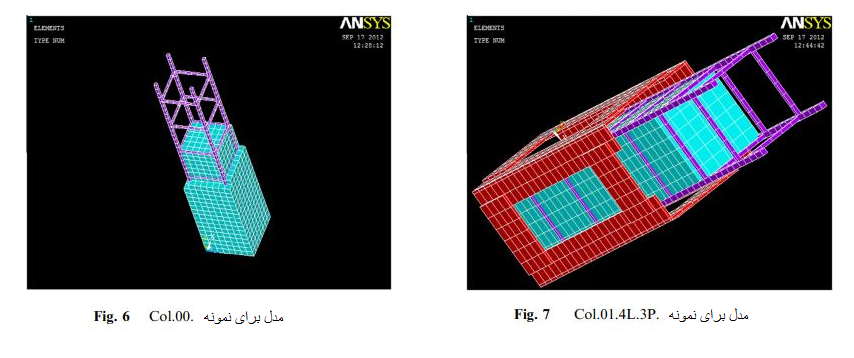 1
ELEMENTS
TYPE NUM
ANSYS
SEP 17 2012
12:28:12
1
ELEMENTS
TYPE NUM
ANSYS
SEP 17 2012
12:44:42
Fig. 6 Col.00. مدل برای نمونه
Fig. 7 Col.01.4L.3P. مدل برای نمونه